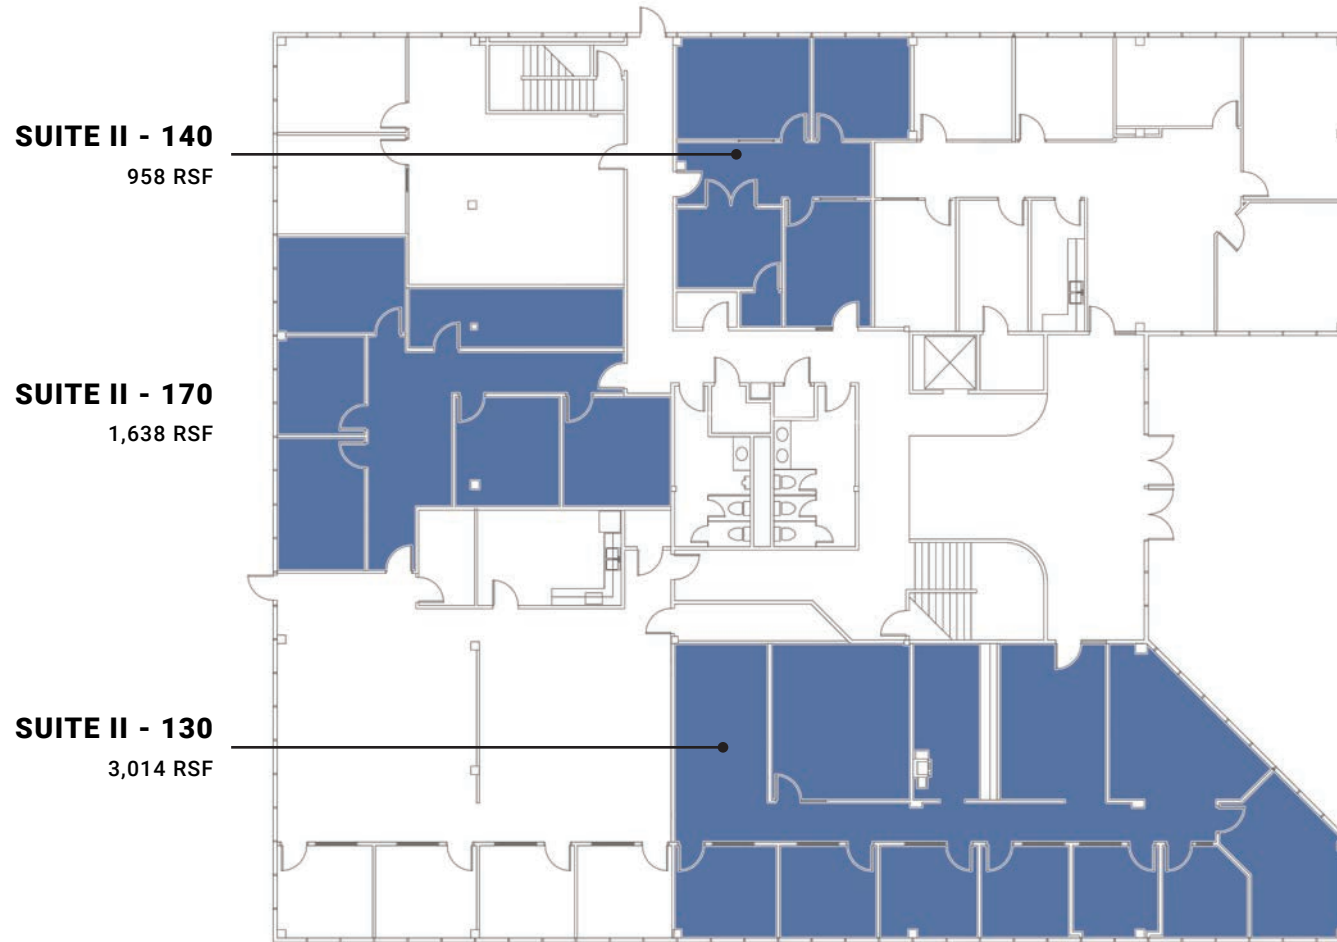 SUITE II - 140
958 RSF
SUITE II - 170
1,638 RSF
SUITE II - 130
3,014 RSF